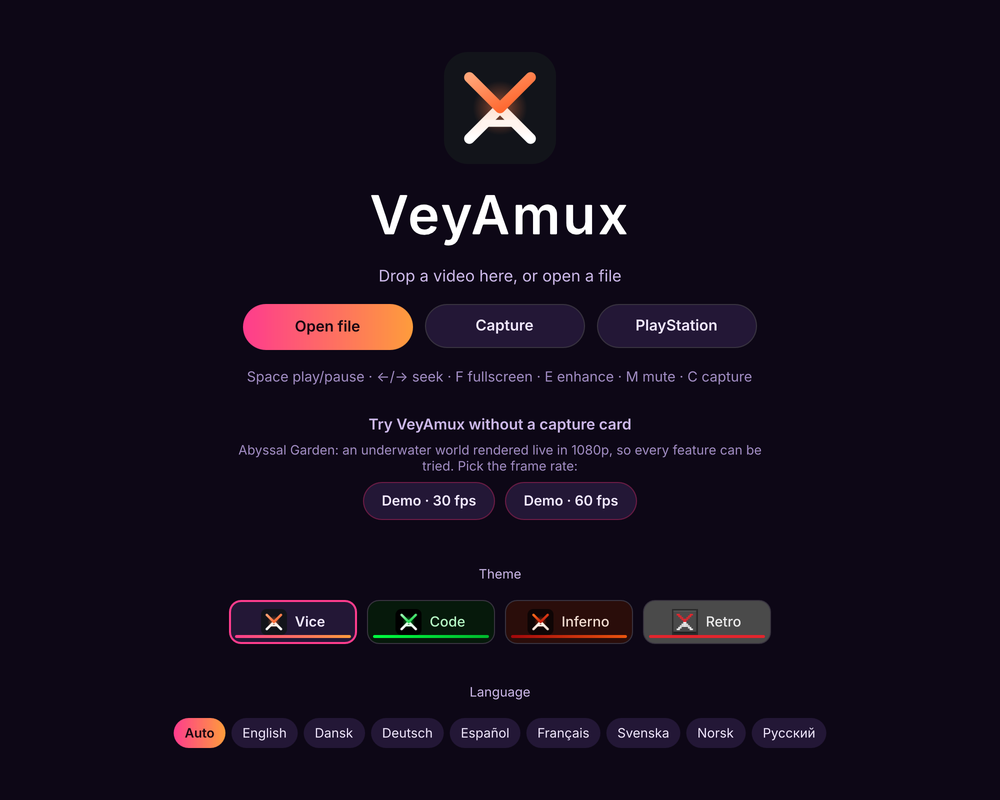 VeyAmux
Drop a video here, or open a file
Open file
Capture
PlayStation
Space play/pause · ←/→ seek · F fullscreen · E enhance · M mute · C capture
Try VeyAmux without a capture card
Abyssal Garden: an underwater world rendered live in 1080p, so every feature can be
tried. Pick the frame rate:
Demo · 30 fps
Demo · 60 fps
Theme
Vice
Code
Inferno
Retro
Language
Auto
English
Dansk
Deutsch
Español
Français
Svenska
Norsk
Русский